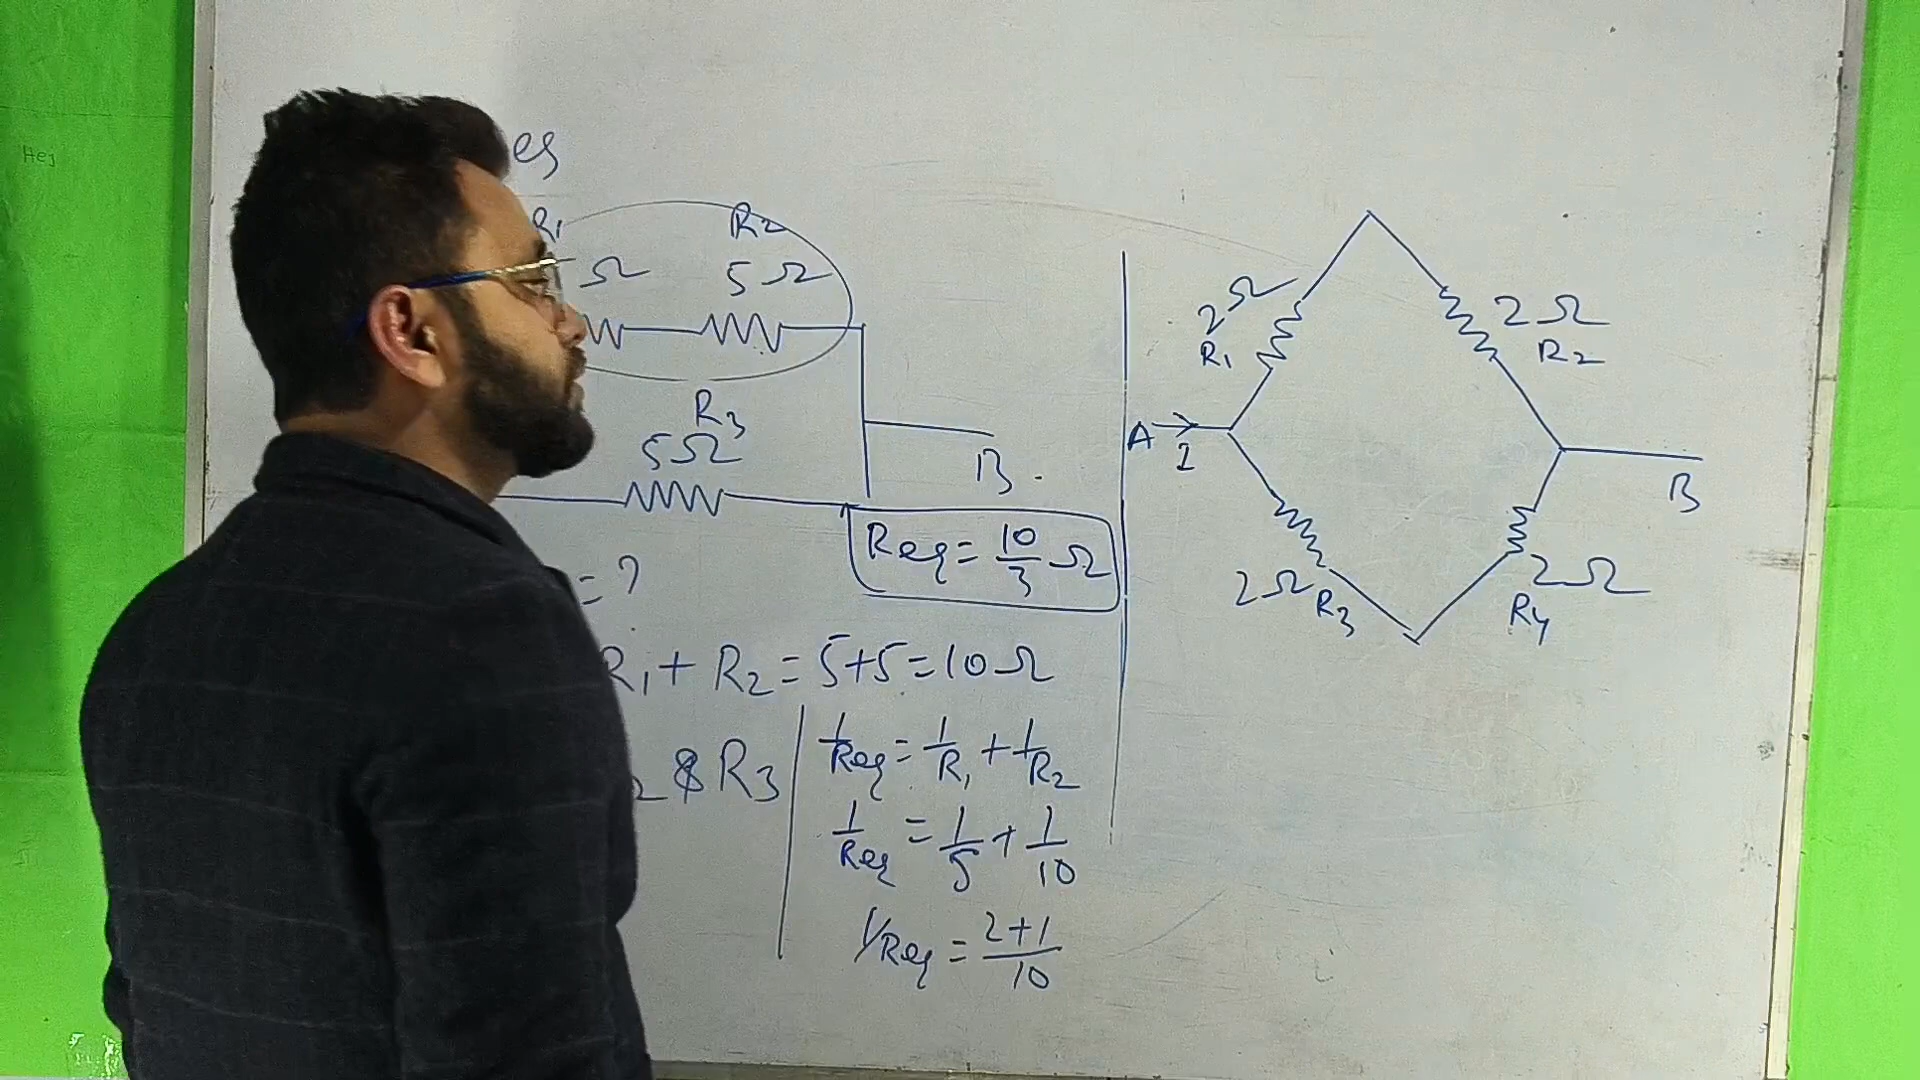 es
R1
R2
Ω
5Ω
R3
5Ω
B.
Req = 10/3 Ω
= ?
R1 + R2 = 5+5 = 10Ω
2 & R3
1/Req = 1/R1 + 1/R2
1/Req = 1/5 + 1/10
1/Req = 2+1/10
2Ω
R1
2Ω
R2
A
I
B
2Ω
R3
2Ω
R4